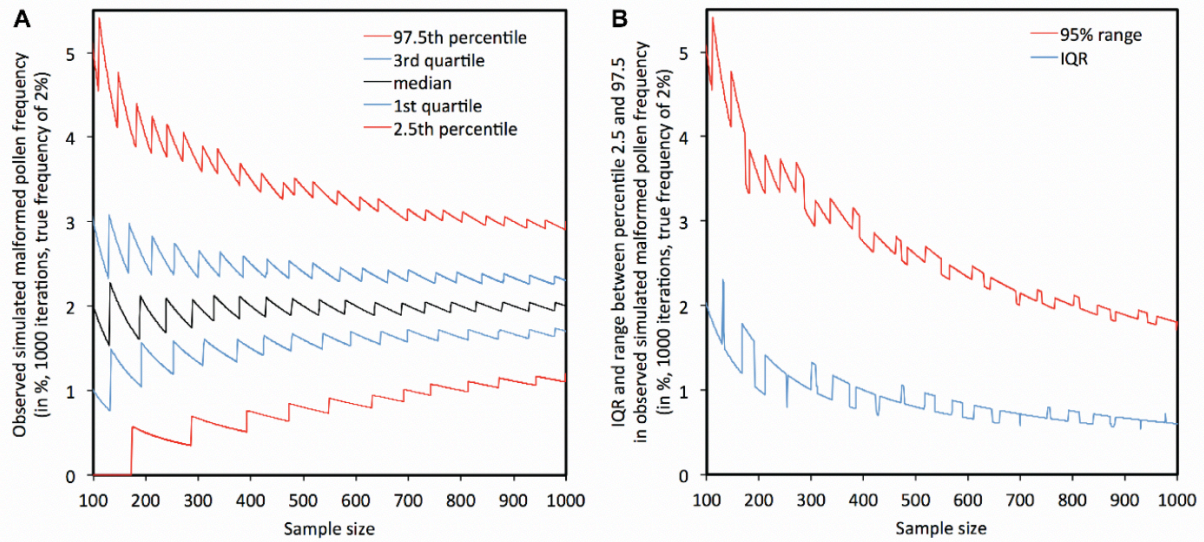 A
Observed simulated malformed pollen frequency
(in %, 1000 iterations, true frequency of 2%)
5
4
3
2
1
0
97.5th percentile
3rd quartile
median
1st quartile
2.5th percentile
100 200 300 400 500 600 700 800 900 1000
Sample size
B
IQR and range between percentile 2.5 and 97.5
in observed simulated malformed pollen frequency
(in %, 1000 iterations, true frequency of 2%)
5
4
3
2
1
0
95% range
IQR
100 200 300 400 500 600 700 800 900 1000
Sample size